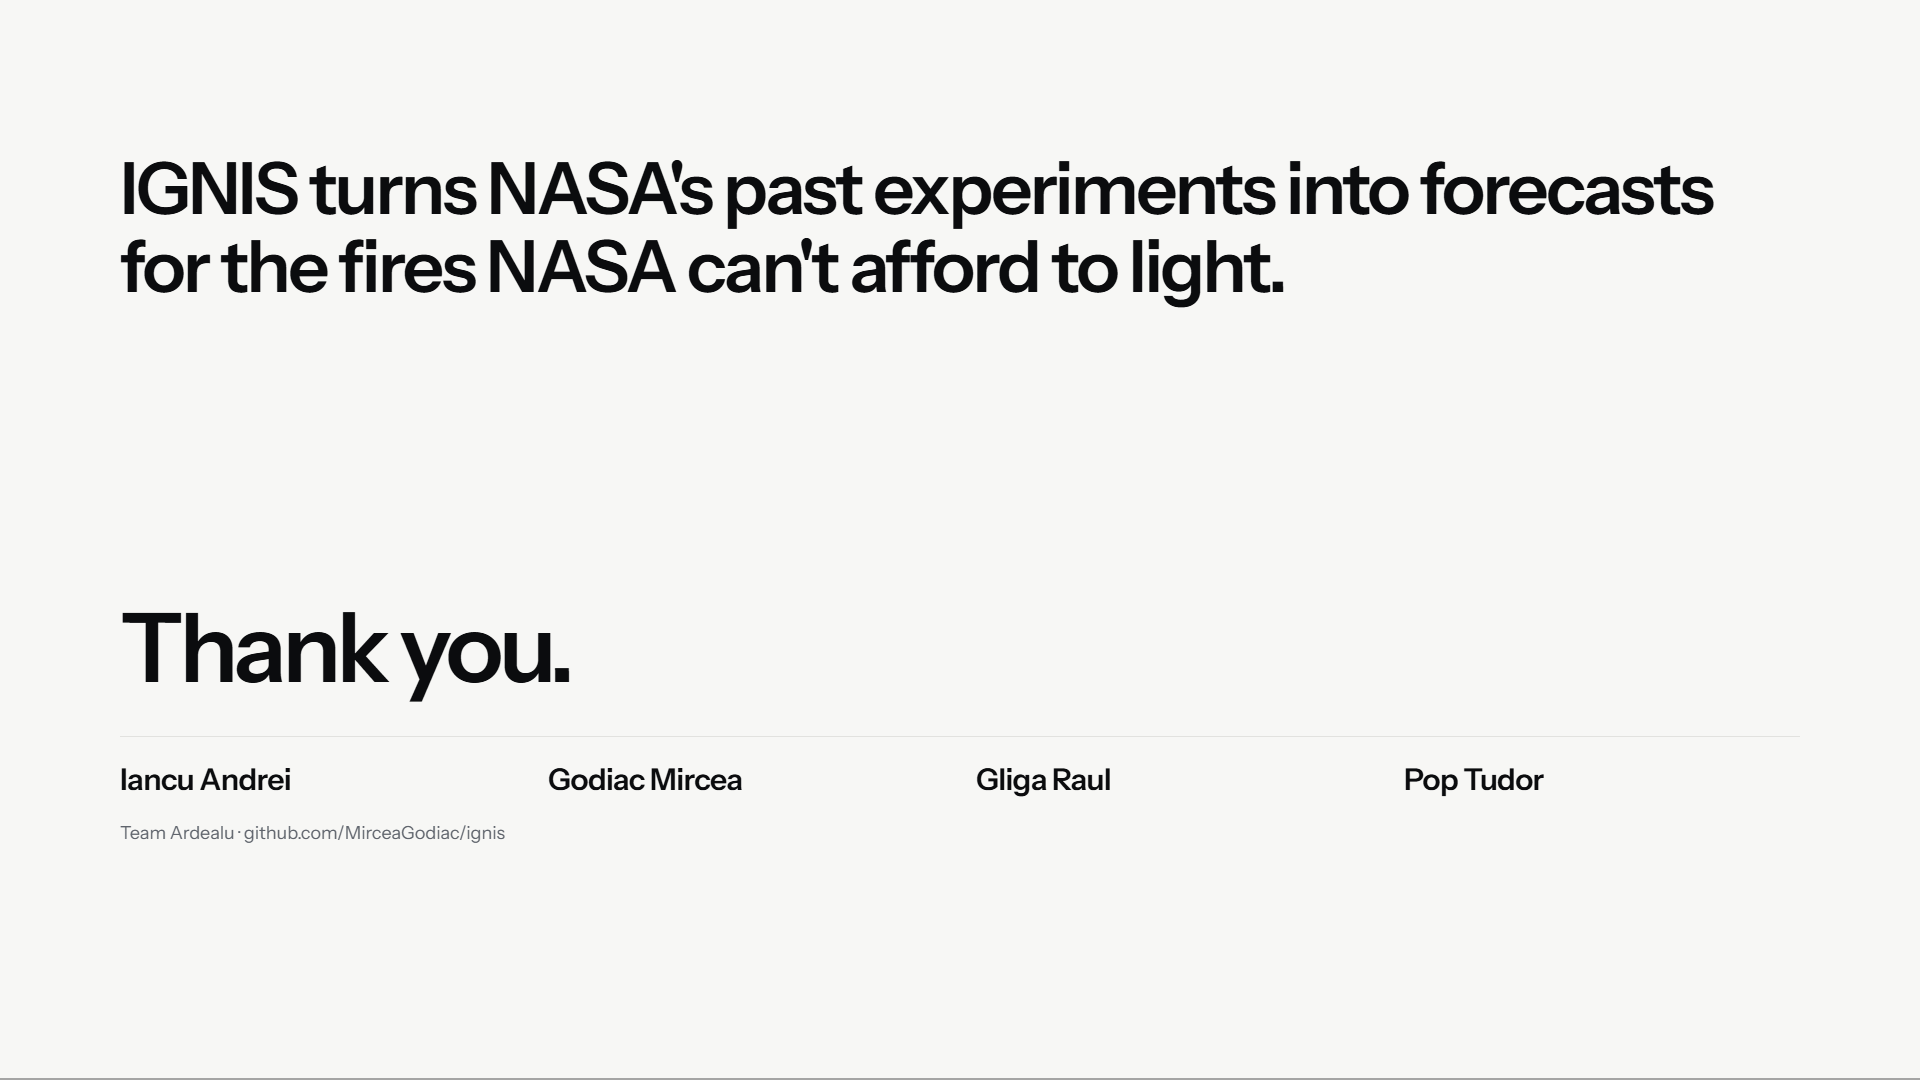 IGNIS turns NASA's past experiments into forecasts
for the fires NASA can't afford to light.
Thank you.
Iancu Andrei
Godiac Mircea
Gliga Raul
Pop Tudor
Team Ardealu · github.com/MirceaGodiac/ignis